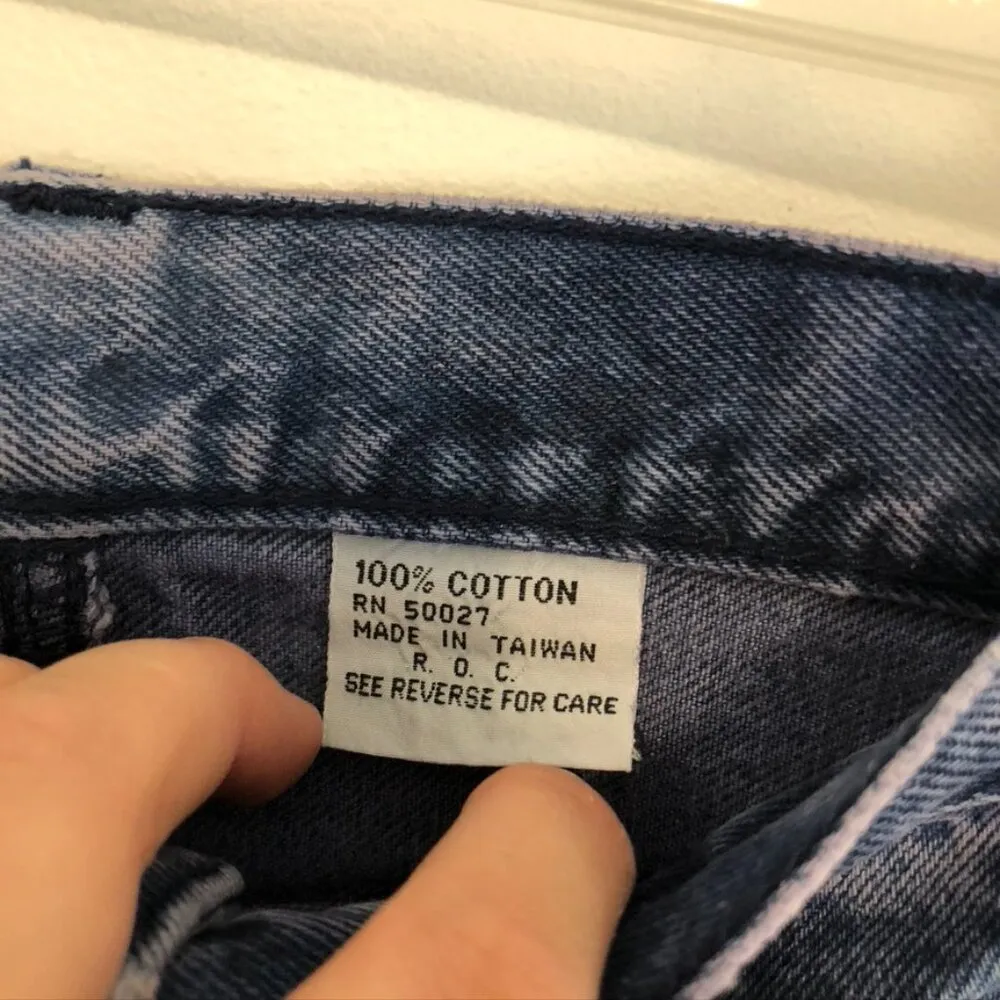 100% COTTON
RN 50027
MADE IN TAIWAN
R. O. C.
SEE REVERSE FOR CARE